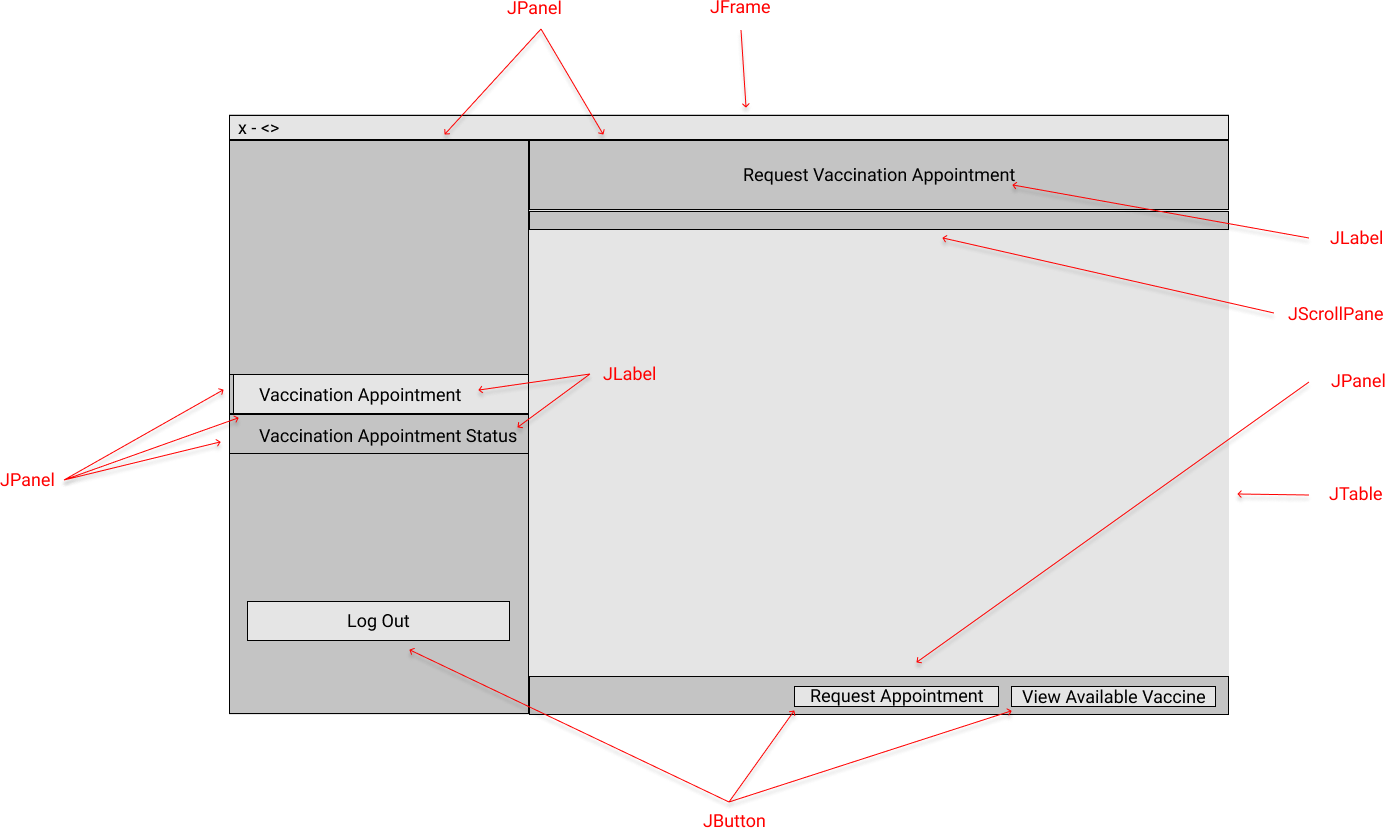 JPanel
JFrame
x - <>
Request Vaccination Appointment
JLabel
JScrollPane
JLabel
JPanel
Vaccination Appointment
Vaccination Appointment Status
JPanel
JTable
Log Out
Request Appointment
View Available Vaccine
JButton